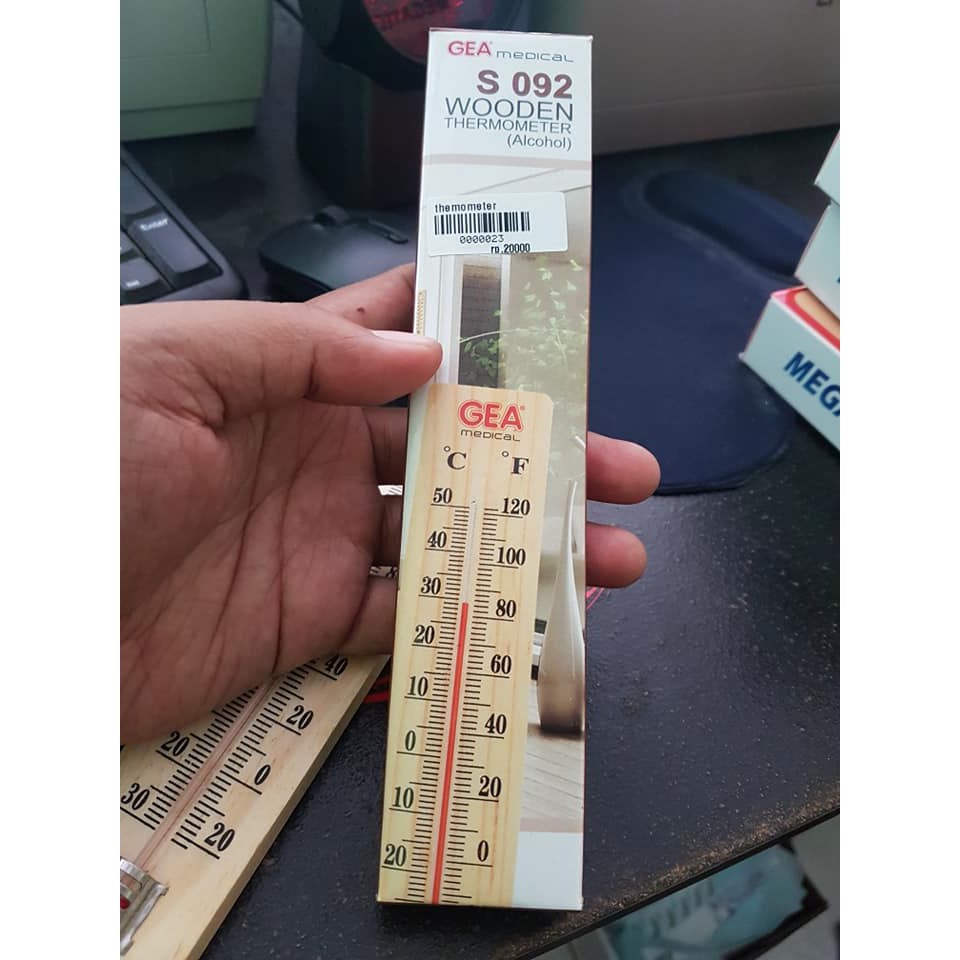 GEA medical
S 092
WOODEN
THERMOMETER
(Alcohol)
themometer
0000023
rp.20000
Enter
GEA
medical
°C °F
50 120
40 100
30 80
20 60
10 40
0 20
10 0
20
40
20
20 0
30 20